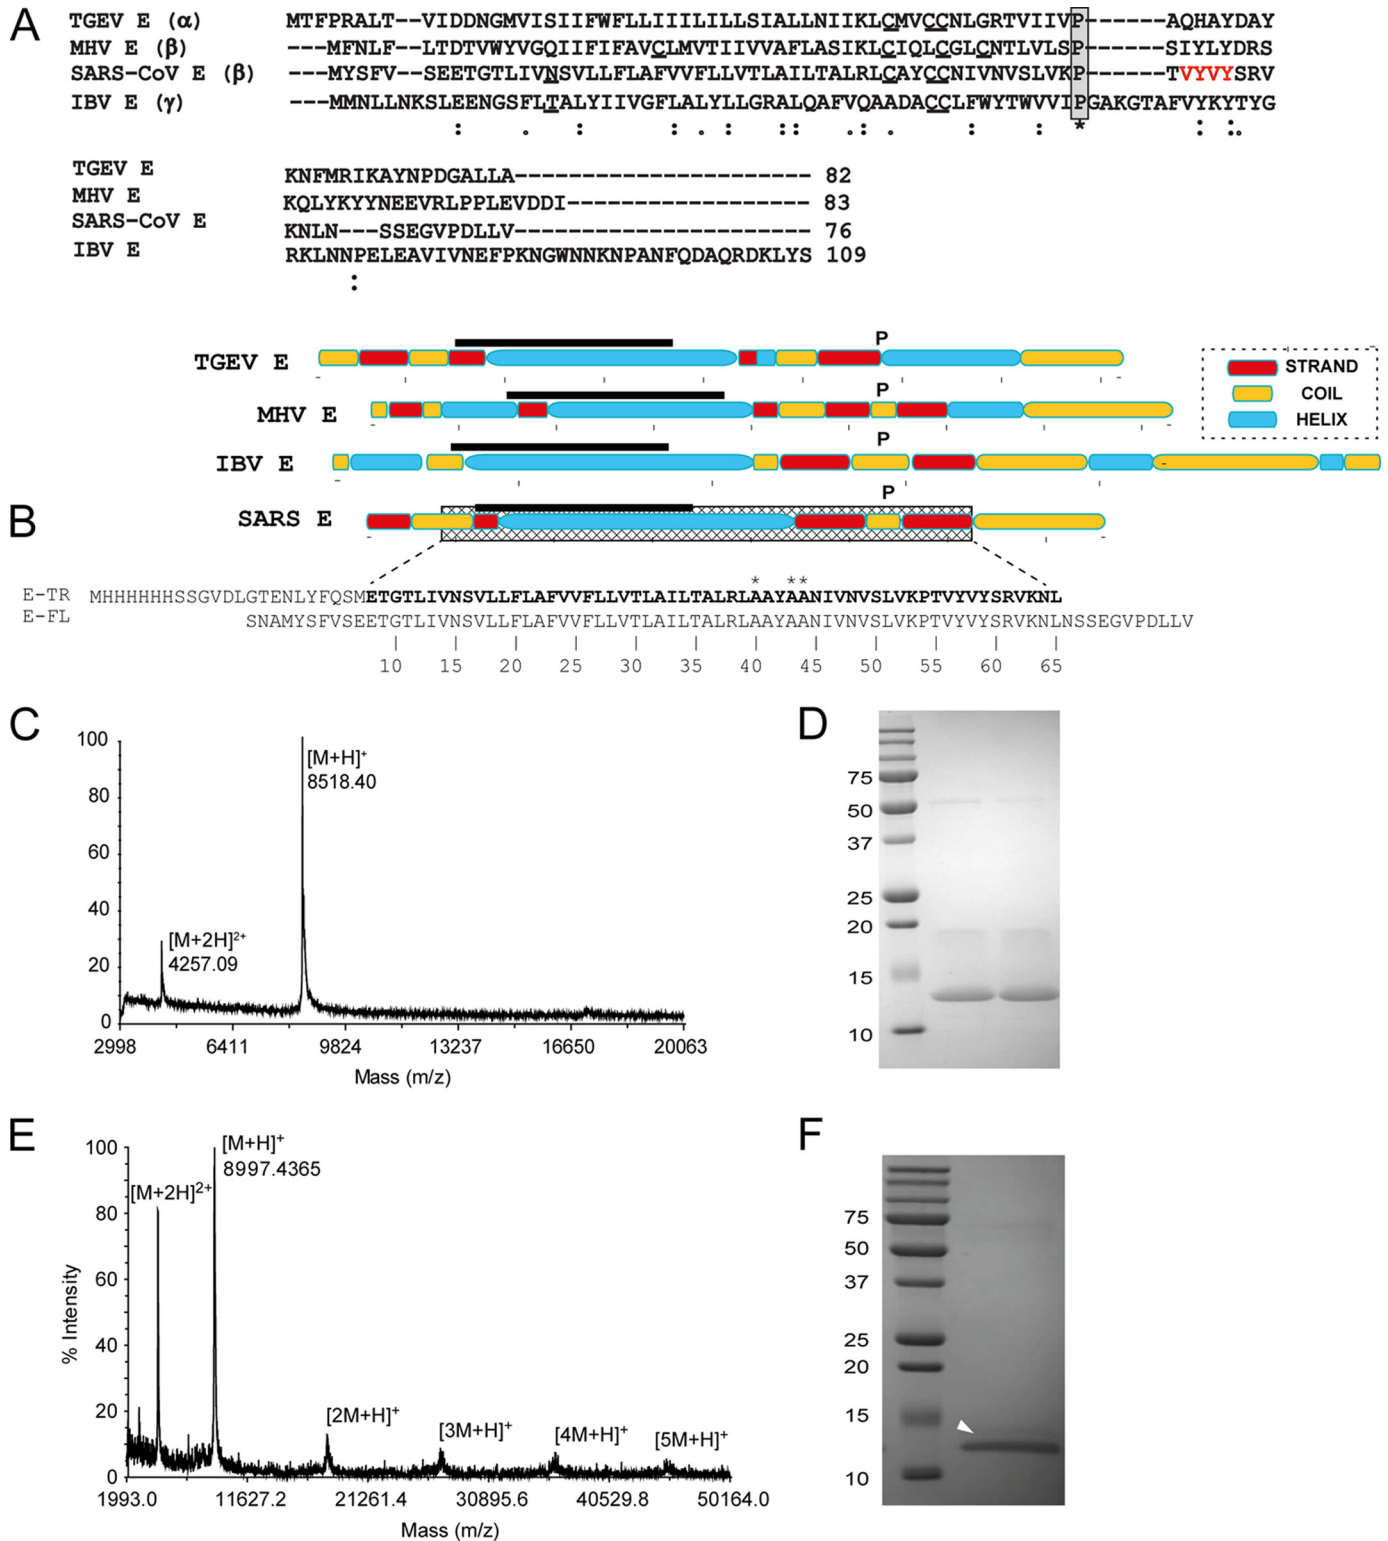 A
TGEV E (α) MTFPRALT--VIDDNGMVISIIFWFLLIIILILLSIALLNIIKLCMVCCNLGRTVIIVP------AQHAYDAY
MHV E (β) ---MFNLF--LTDTVWYVGQIIFIFAVCLMVTIIVVAFLASIKLCIQLCGLCNTLVLSP------SIYLYDRS
SARS-CoV E (β) ---MYSFV--SEETGTLIVNSVLLFLAFVVFLLVTLAILTALRLCAYCCNIVNVSLVKP------TVYVYSRV
IBV E (γ) ---MMNLLNKSLEENGSFLTALYIIVGFLALYLLGRALQAFVQAADACCLFWYTWVVIPGAKGTAFVYKYTYG
: . : : . : : : . . : : * : : .
TGEV E KNFMRIKAYNPDGALLA----------------------- 82
MHV E KQLYKYYNEEVRLPPLEVDDI------------------- 83
SARS-CoV E KNLN---SSEGVPDLLV----------------------- 76
IBV E RKLNNPELEAVIVNEFPKNGWNNKNPANFQDAQRDKLYS 109
:
P
TGEV E
P
MHV E
P
IBV E
P
SARS E
STRAND
COIL
HELIX
B
* **
E-TR MHHHHHHSSGVDLGTENLYFQSMETGTLIVNSVLLFLAFVVFLLVTLAILTALRLAAYAANIVNVSLVKPTVYVYSRVKNL
E-FL SNAMYSFVSEETGTLIVNSVLLFLAFVVFLLVTLAILTALRLAAYAANIVNVSLVKPTVYVYSRVKNLNSSEGVPDLLV
10 15 20 25 30 35 40 45 50 55 60 65
C
100
80
60
40
20
0
[M+H]+
8518.40
[M+2H]2+
4257.09
2998 6411 9824 13237 16650 20063
Mass (m/z)
D
75
50
37
25
20
15
10
E
% Intensity
100
80
60
40
20
0
[M+H]+
8997.4365
[M+2H]2+
[2M+H]+
[3M+H]+
[4M+H]+
[5M+H]+
1993.0 11627.2 21261.4 30895.6 40529.8 50164.0
Mass (m/z)
F
75
50
37
25
20
15
10